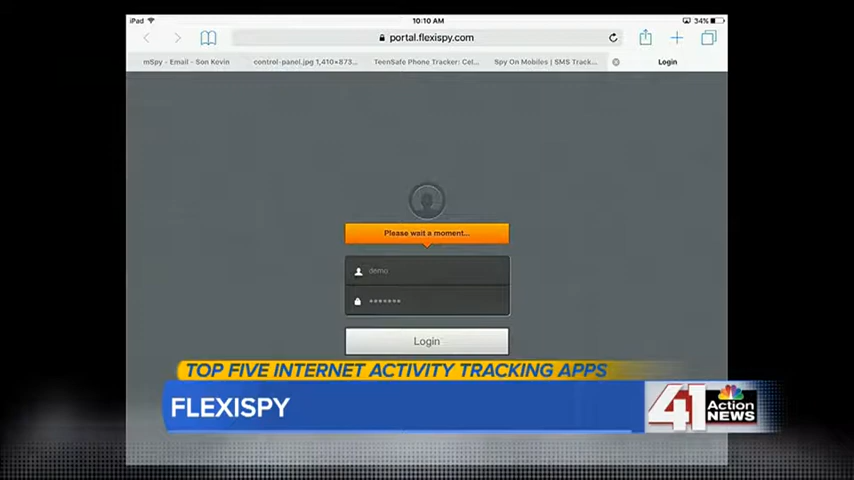 iPad
10:10 AM
34%
portal.flexispy.com
mSpy - Email - Son Kevin
control-panel.jpg 1,410×873...
TeenSafe Phone Tracker: Cel...
Spy On Mobiles | SMS Track...
Login
Please wait a moment...
demo
•••••••
Login
TOP FIVE INTERNET ACTIVITY TRACKING APPS
FLEXISPY
41 Action NEWS